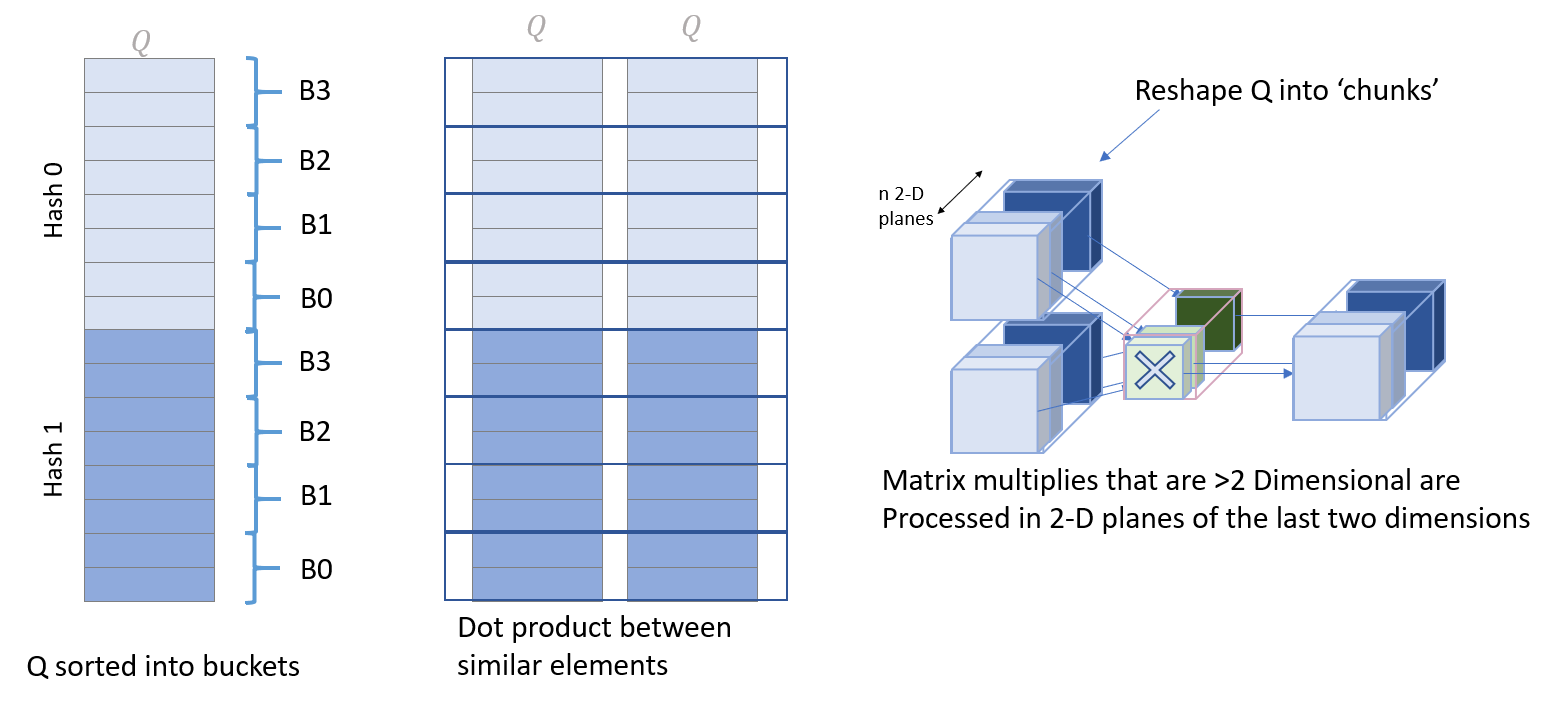 Q
Hash 0
B3
B2
B1
B0
Hash 1
B3
B2
B1
B0
Q sorted into buckets
Q Q
Dot product between
similar elements
Reshape Q into ‘chunks’
n 2-D
planes
Matrix multiplies that are >2 Dimensional are
Processed in 2-D planes of the last two dimensions